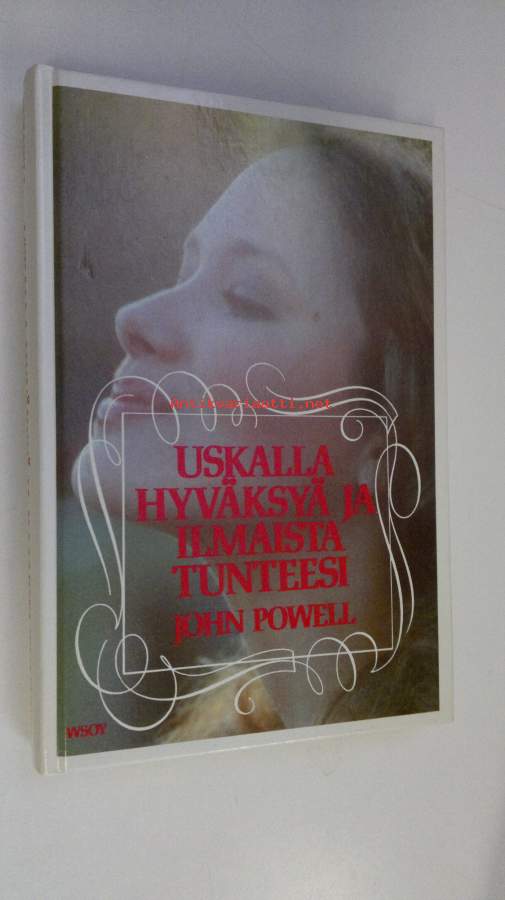 Antikvariaatti.net
USKALLA
HYVÄKSYÄ JA
ILMAISTA
TUNTEESI
JOHN POWELL
WSOY